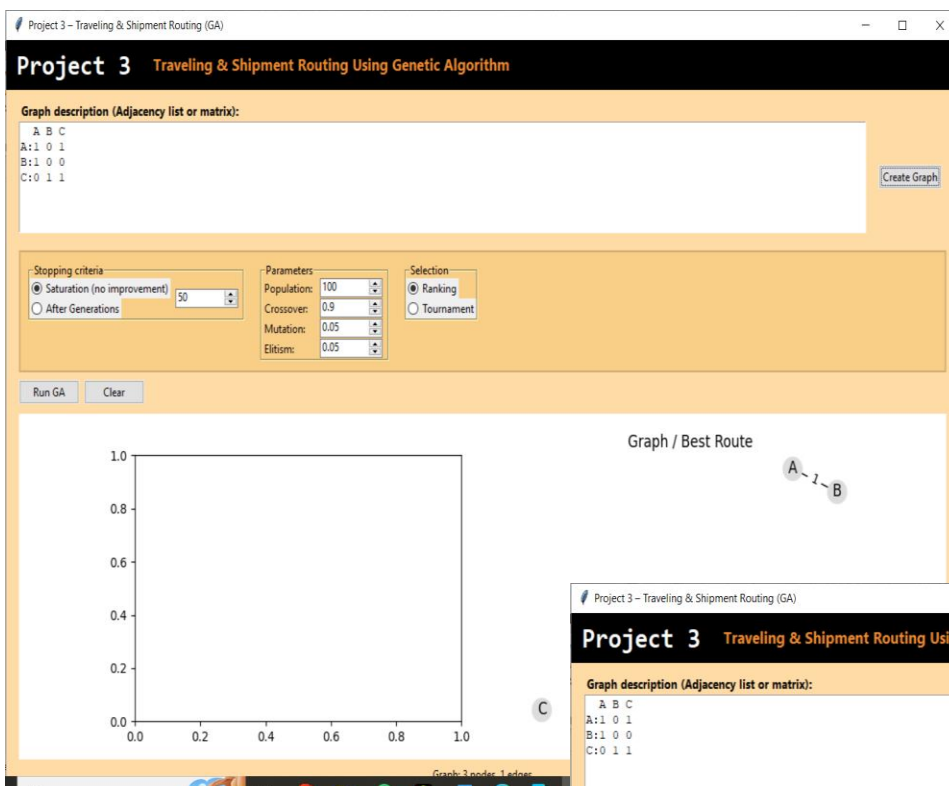 Project 3 – Traveling & Shipment Routing (GA)
Project 3 Traveling & Shipment Routing Using Genetic Algorithm
Graph description (Adjacency list or matrix):
A B C
A:1 0 1
B:1 0 0
C:0 1 1
Create Graph
Stopping criteria
Saturation (no improvement)
After Generations
50
Parameters
Population: 100
Crossover: 0.9
Mutation: 0.05
Elitism: 0.05
Selection
Ranking
Tournament
Run GA Clear
1.0
0.8
0.6
0.4
0.2
0.0
0.0 0.2 0.4 0.6 0.8 1.0
Graph / Best Route
A
1
B
C
Graph: 3 nodes, 1 edges
Project 3 – Traveling & Shipment Routing (GA)
Project 3 Traveling & Shipment Routing Usi
Graph description (Adjacency list or matrix):
A B C
A:1 0 1
B:1 0 0
C:0 1 1